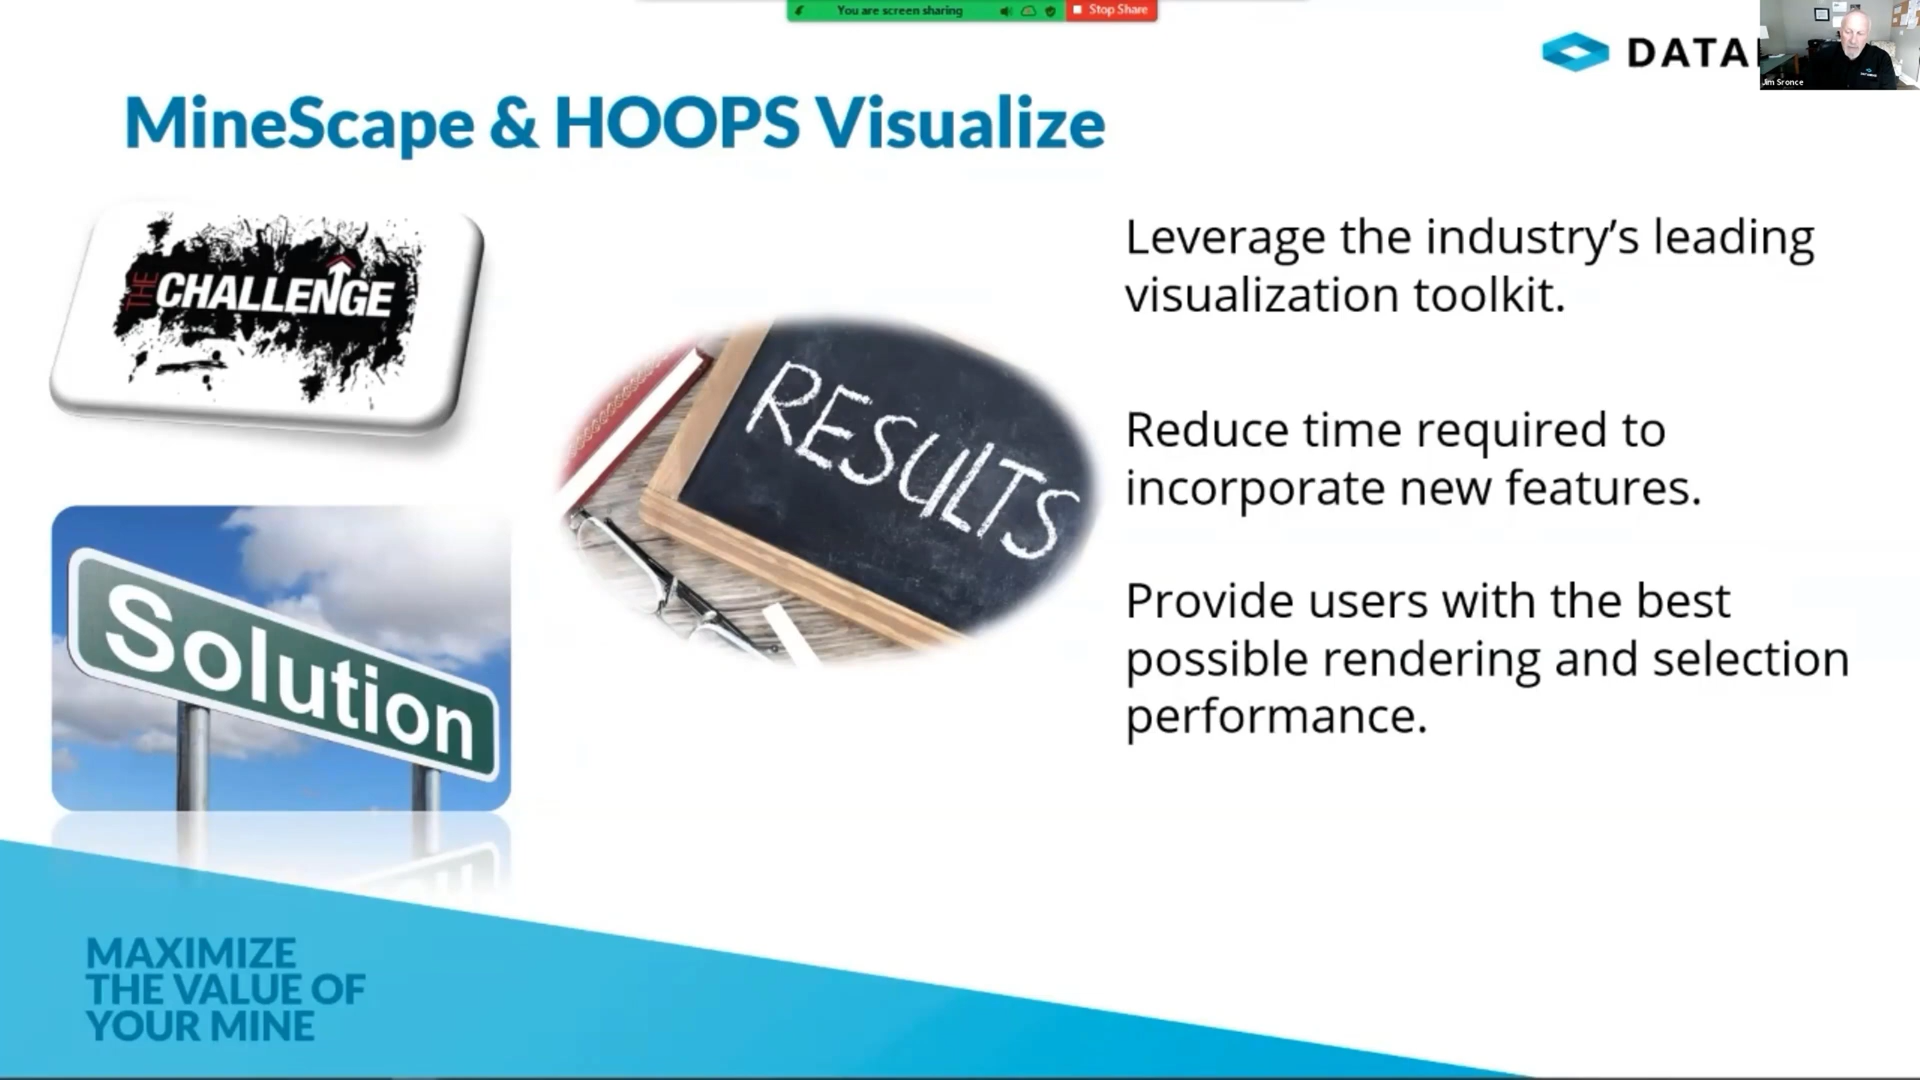 You are screen sharing
Stop Share
DATA
Jim Sronce
MineScape & HOOPS Visualize
THE CHALLENGE
Leverage the industry’s leading
visualization toolkit.
RESULTS
Reduce time required to
incorporate new features.
Solution
Provide users with the best
possible rendering and selection
performance.
MAXIMIZE
THE VALUE OF
YOUR MINE